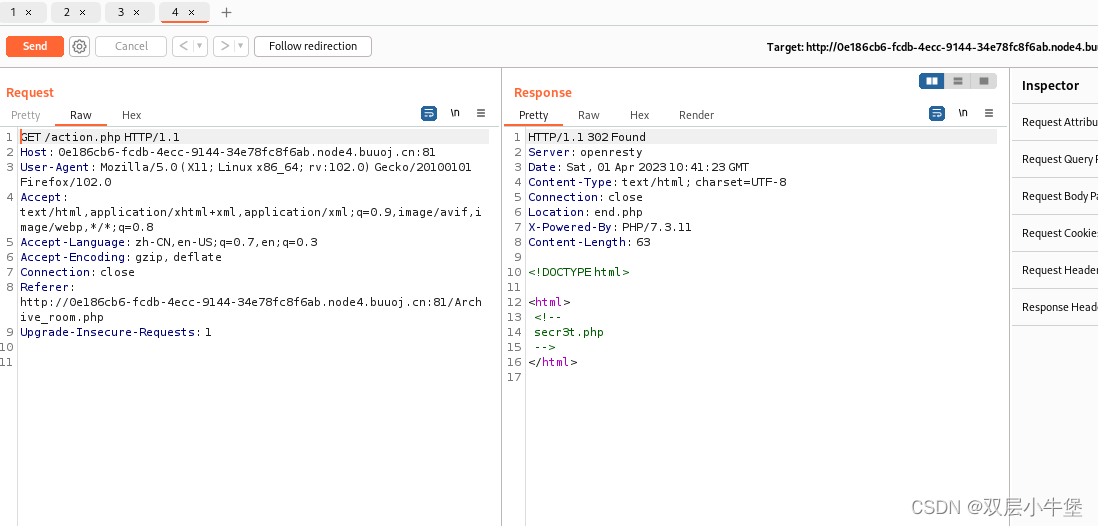 1 × 2 × 3 × 4 × +
Send Cancel < ▾ > ▾ Follow redirection Target: http://0e186cb6-fcdb-4ecc-9144-34e78fc8f6ab.node4.bu
Request
Pretty Raw Hex \n
1 GET /action.php HTTP/1.1
2 Host: 0e186cb6-fcdb-4ecc-9144-34e78fc8f6ab.node4.buuoj.cn:81
3 User-Agent: Mozilla/5.0 (X11; Linux x86_64; rv:102.0) Gecko/20100101
Firefox/102.0
4 Accept:
text/html,application/xhtml+xml,application/xml;q=0.9,image/avif,i
mage/webp,*/*;q=0.8
5 Accept-Language: zh-CN,en-US;q=0.7,en;q=0.3
6 Accept-Encoding: gzip, deflate
7 Connection: close
8 Referer:
http://0e186cb6-fcdb-4ecc-9144-34e78fc8f6ab.node4.buuoj.cn:81/Arch
ive_room.php
9 Upgrade-Insecure-Requests: 1
10
11
Response
Pretty Raw Hex Render \n
1 HTTP/1.1 302 Found
2 Server: openresty
3 Date: Sat, 01 Apr 2023 10:41:23 GMT
4 Content-Type: text/html; charset=UTF-8
5 Connection: close
6 Location: end.php
7 X-Powered-By: PHP/7.3.11
8 Content-Length: 63
9
10 <!DOCTYPE html>
11
12 <html>
13 <!--
14 secr3t.php
15 -->
16 </html>
17
Inspector
Request Attribu
Request Query P
Request Body Pa
Request Cookies
Request Header
Response Head
CSDN @双层小牛堡